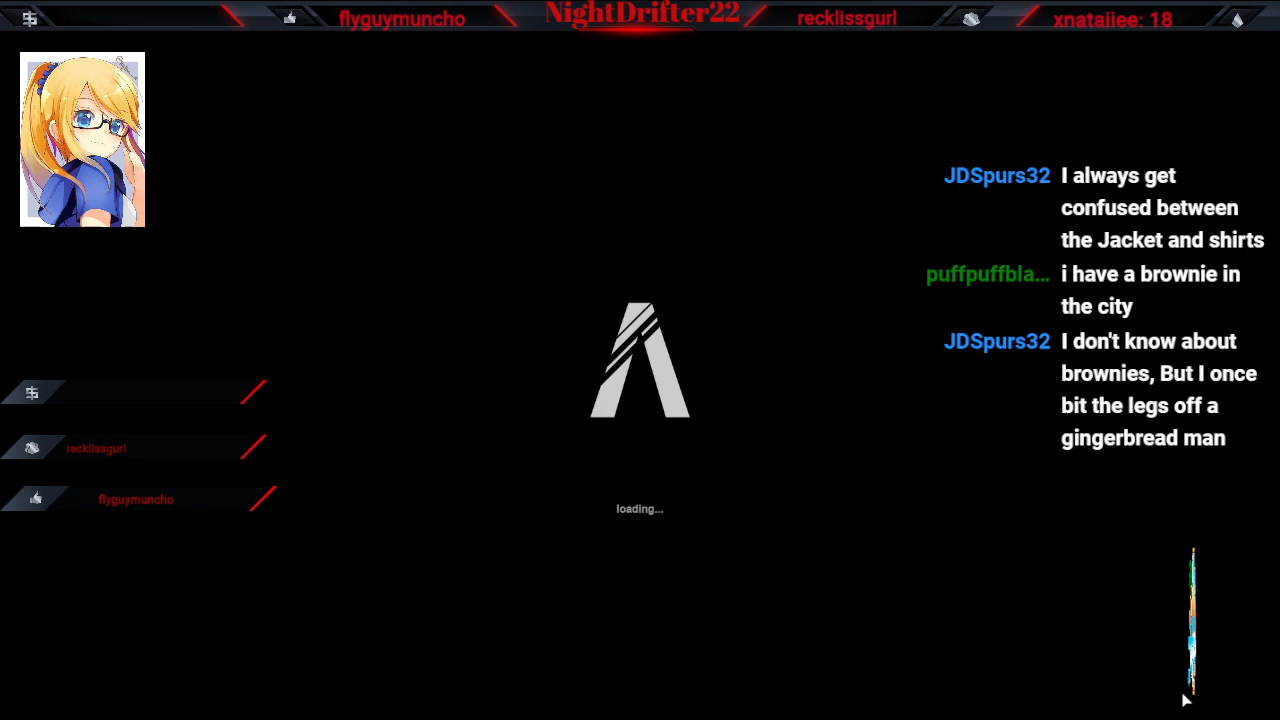 flyguymuncho
NightDrifter22
recklissgurl
xnataiiee: 18
JDSpurs32 I always get
confused between
the Jacket and shirts
puffpuffbla... i have a brownie in
the city
JDSpurs32 I don't know about
brownies, But I once
bit the legs off a
gingerbread man
recklissgurl
flyguymuncho
loading...